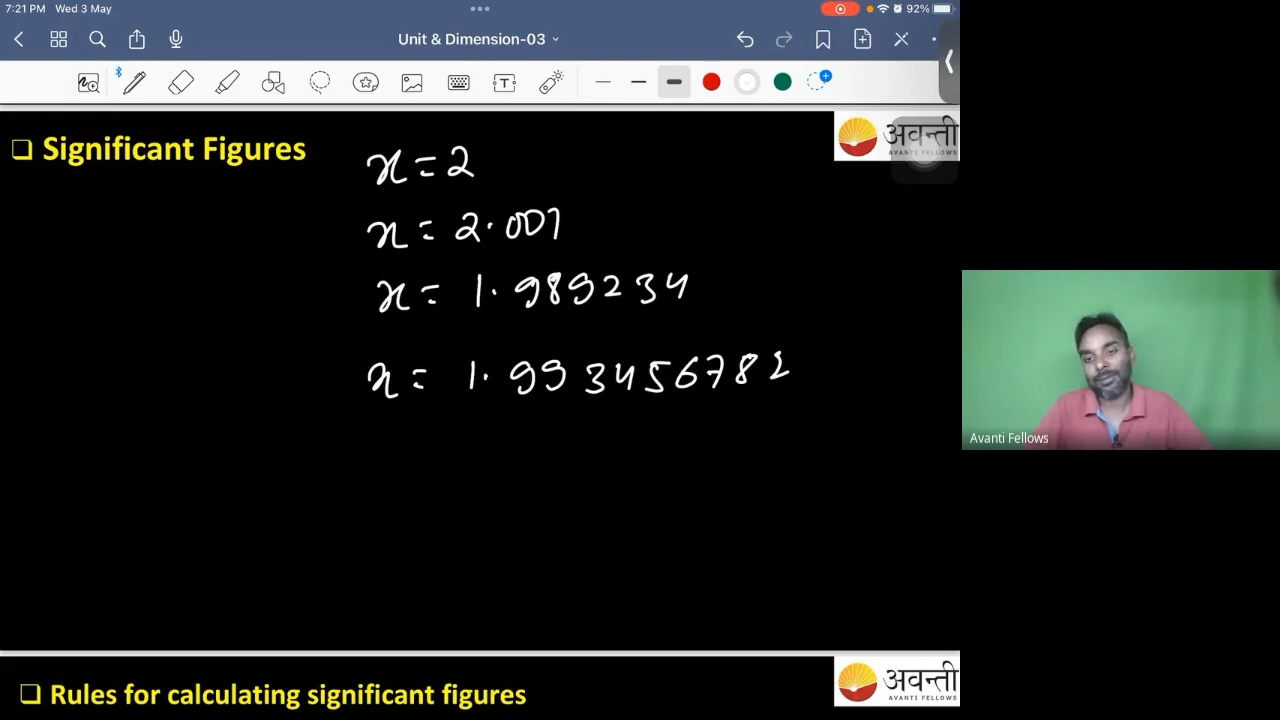 7:21 PM Wed 3 May
92%
Unit & Dimension-03
Significant Figures
अवन्ती
AVANTI FELLOWS
x = 2
x = 2.001
x = 1.989234
x = 1.993456782
Avanti Fellows
Rules for calculating significant figures
अवन्ती
AVANTI FELLOWS